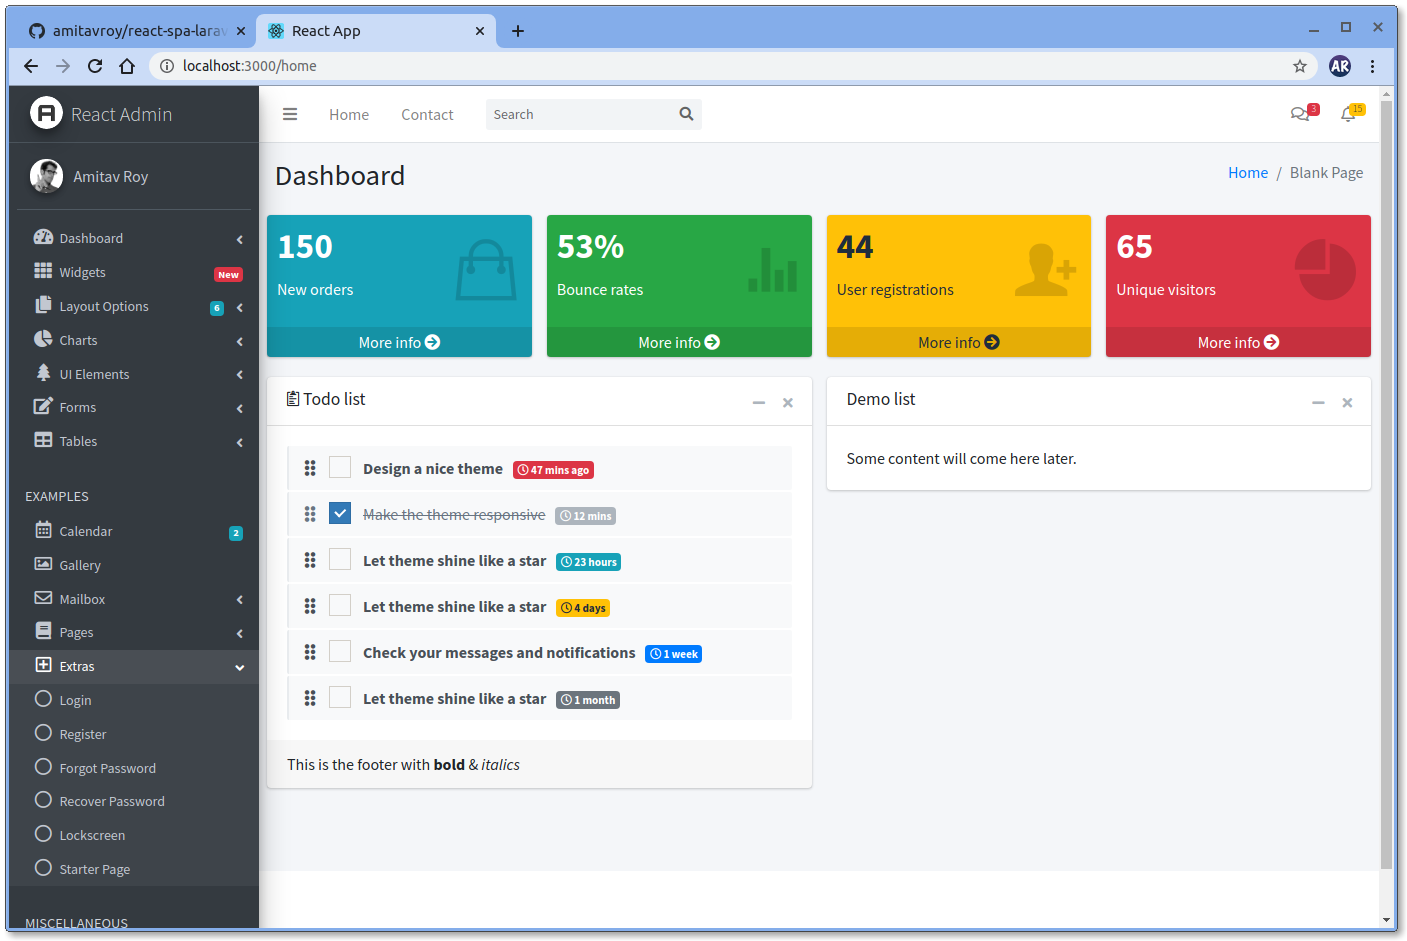 amitavroy/react-spa-larav
React App
localhost:3000/home
A React Admin
Home Contact Search
3 15
Amitav Roy
Dashboard
Widgets New
Layout Options 6
Charts
UI Elements
Forms
Tables
EXAMPLES
Calendar 2
Gallery
Mailbox
Pages
Extras
Login
Register
Forgot Password
Recover Password
Lockscreen
Starter Page
MISCELLANEOUS
AR
Dashboard
Home / Blank Page
150
New orders
More info
53%
Bounce rates
More info
44
User registrations
More info
65
Unique visitors
More info
Todo list
Design a nice theme 47 mins ago
Make the theme responsive 12 mins
Let theme shine like a star 23 hours
Let theme shine like a star 4 days
Check your messages and notifications 1 week
Let theme shine like a star 1 month
This is the footer with bold & italics
Demo list
Some content will come here later.